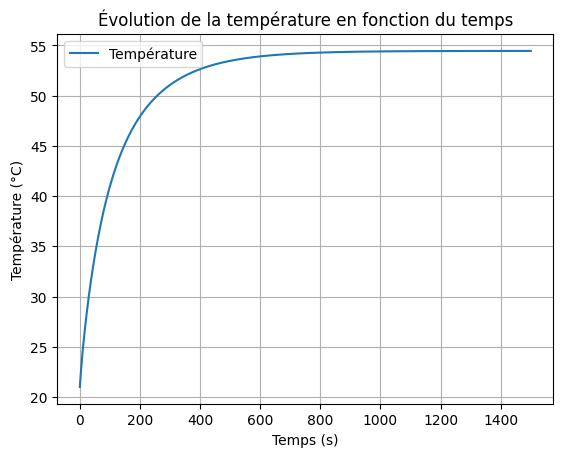 Évolution de la température en fonction du temps
Température
Température (°C)
55
50
45
40
35
30
25
20
0 200 400 600 800 1000 1200 1400
Temps (s)